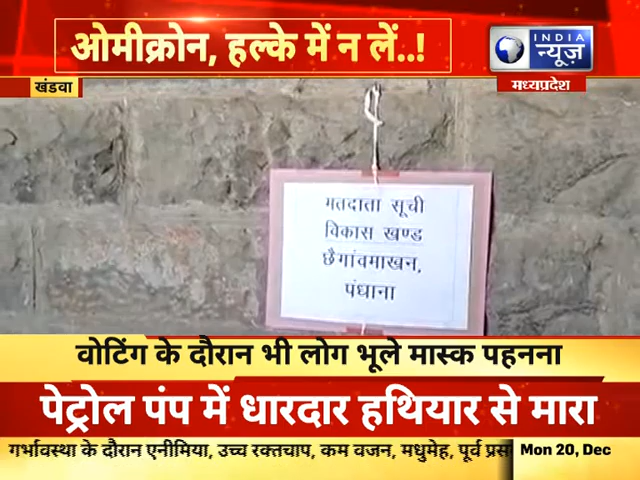 ओमीक्रोन, हल्के में न लें..!
INDIA
न्यूज़
मध्यप्रदेश
खंडवा
मतदाता सूची
विकास खण्ड
छैगांवमाखन,
पंधाना
वोटिंग के दौरान भी लोग भूले मास्क पहनना
पेट्रोल पंप में धारदार हथियार से मारा
गर्भावस्था के दौरान एनीमिया, उच्च रक्तचाप, कम वजन, मधुमेह, पूर्व प्रस
Mon 20, Dec